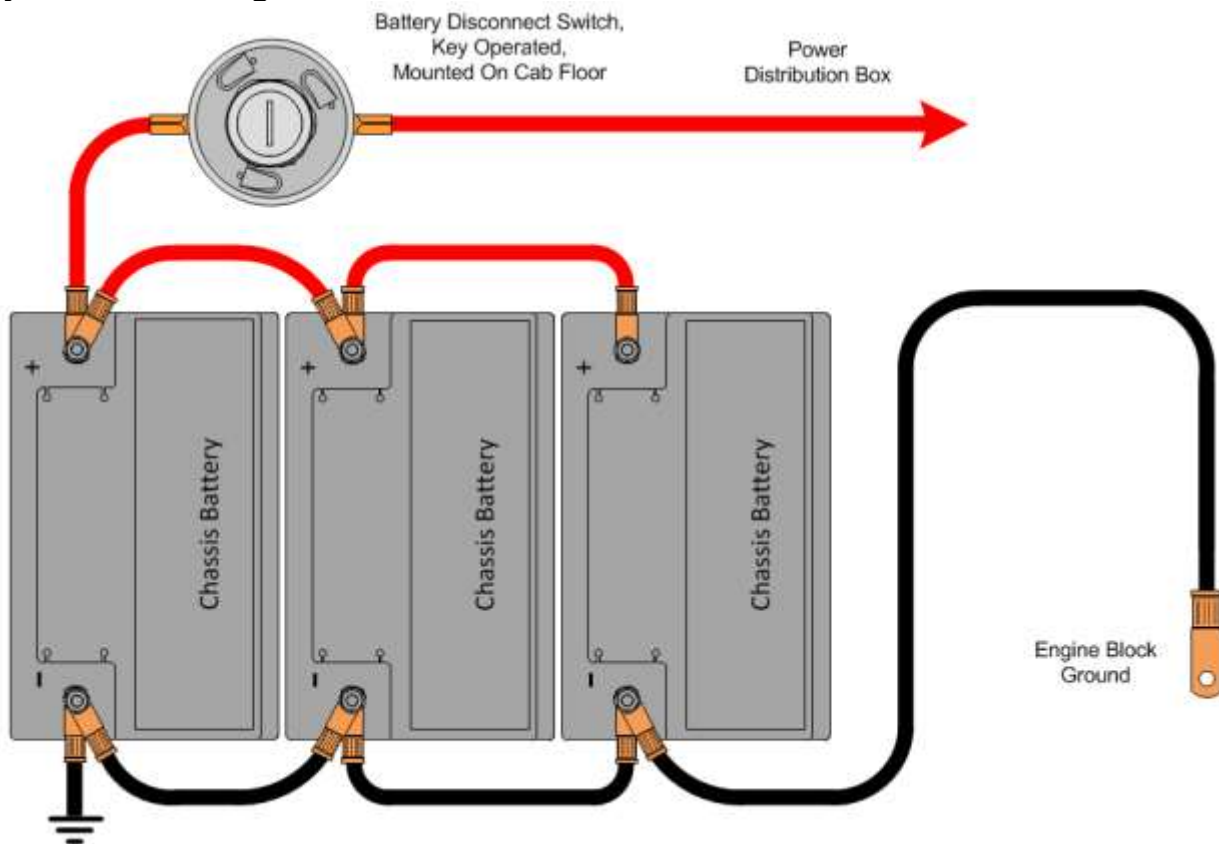 Battery Disconnect Switch,
Key Operated,
Mounted On Cab Floor
Power
Distribution Box
+
+
+
Chassis Battery
Chassis Battery
Chassis Battery
-
-
-
Engine Block
Ground